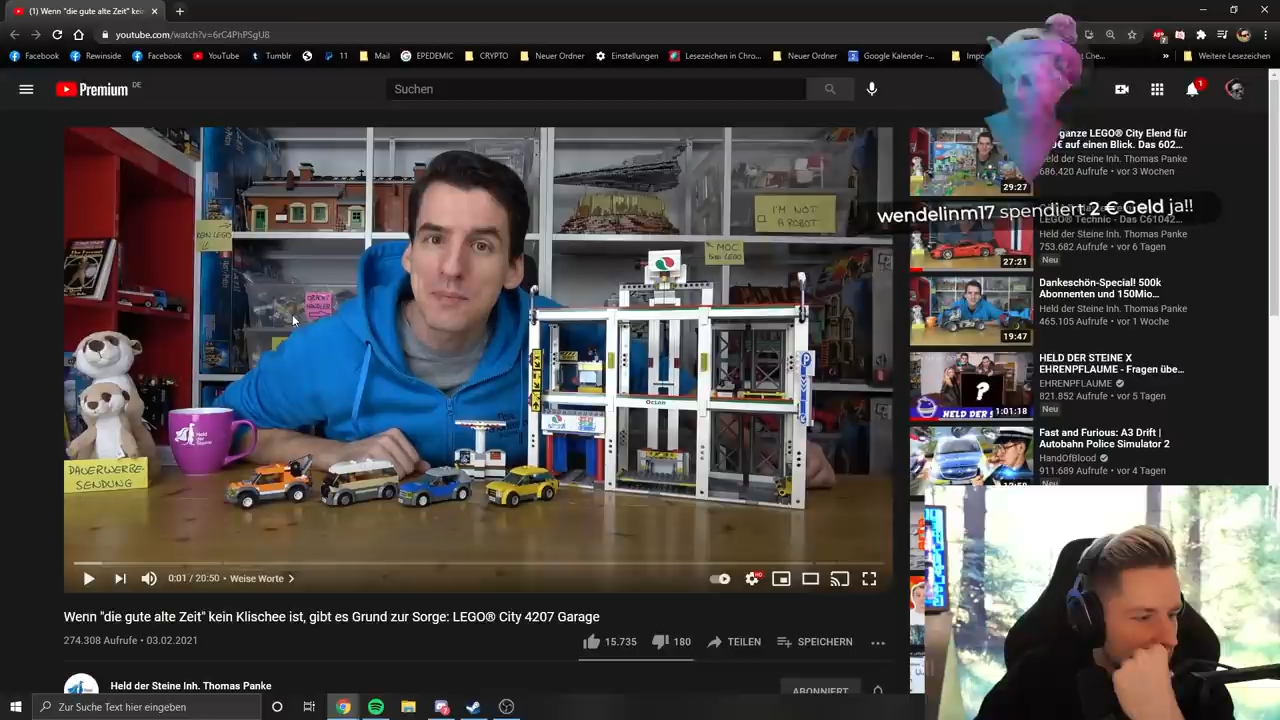 (1) Wenn "die gute alte Zeit" kei
youtube.com/watch?v=6rC4PhPSgU8
Facebook
Rewinside
Facebook
YouTube
Tumblr
11
Mail
EPEDEMIC
CRYPTO
Neuer Ordner
Einstellungen
Lesezeichen in Chro...
Neuer Ordner
Google Kalender -...
Weitere Lesezeichen
Premium DE
Suchen
1
I'M NOT
A ROBOT
MOC
DAUERWERBE-
SENDUNG
Held
der
Steine
Octan
P
0:01 / 20:50 • Weise Worte
HD
Wenn "die gute alte Zeit" kein Klischee ist, gibt es Grund zur Sorge: LEGO® City 4207 Garage
274.308 Aufrufe • 03.02.2021
15.735
180
TEILEN
SPEICHERN
Held der Steine Inh. Thomas Panke
ABONNIERT
ganze LEGO® City Elend für
auf einen Blick. Das 602...
Held der Steine Inh. Thomas Panke
686.420 Aufrufe • vor 3 Wochen
29:27
wendelinm17 spendiert 2 € Geld ja!!
LEGO® Technic - Das C61042...
753.682 Aufrufe • vor 6 Tagen
Neu
27:21
Dankeschön-Special! 500k
Abonnenten und 150Mio...
Held der Steine Inh. Thomas Panke
465.105 Aufrufe • vor 1 Woche
19:47
HELD DER STEINE X
EHRENPFLAUME - Fragen übe...
EHRENPFLAUME
821.852 Aufrufe • vor 5 Tagen
Neu
1:01:18
Fast and Furious: A3 Drift |
Autobahn Police Simulator 2
HandOfBlood
911.689 Aufrufe • vor 4 Tagen
Zur Suche Text hier eingeben